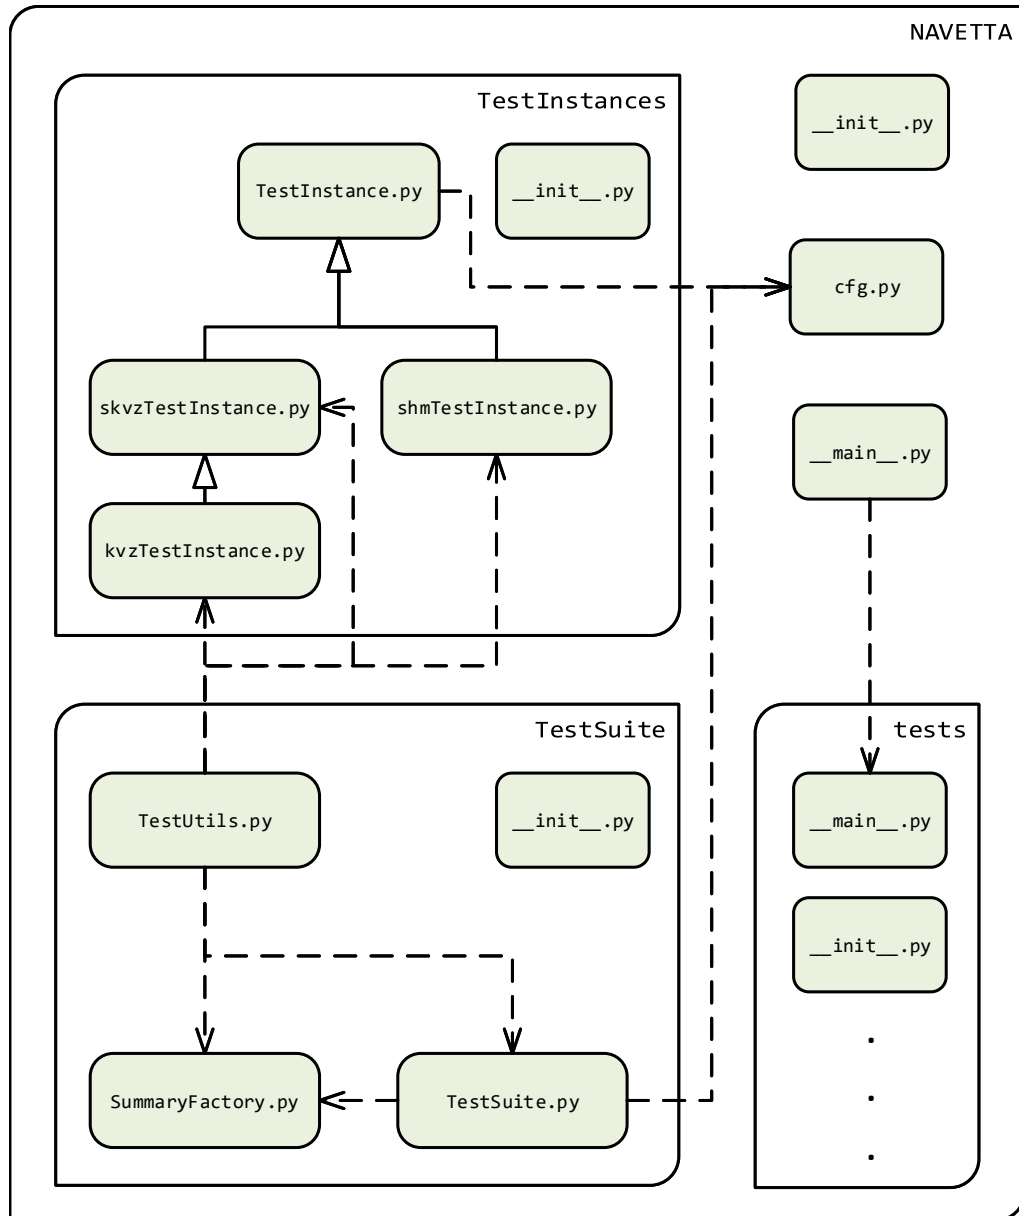 NAVETTA
TestInstances
__init__.py
TestInstance.py
__init__.py
cfg.py
skvzTestInstance.py
shmTestInstance.py
__main__.py
kvzTestInstance.py
TestSuite
tests
TestUtils.py
__init__.py
__main__.py
__init__.py
SummaryFactory.py
TestSuite.py
.
.
.